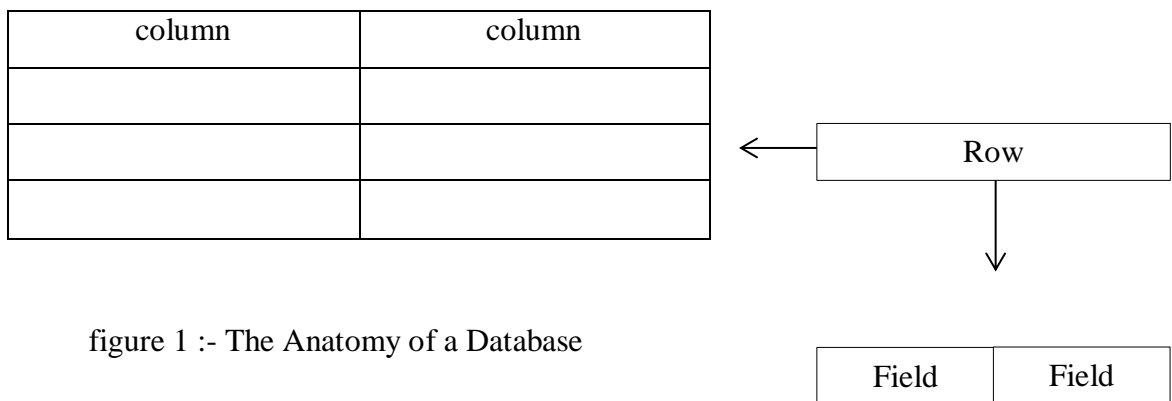 column column
Row
figure 1 :- The Anatomy of a Database
Field Field